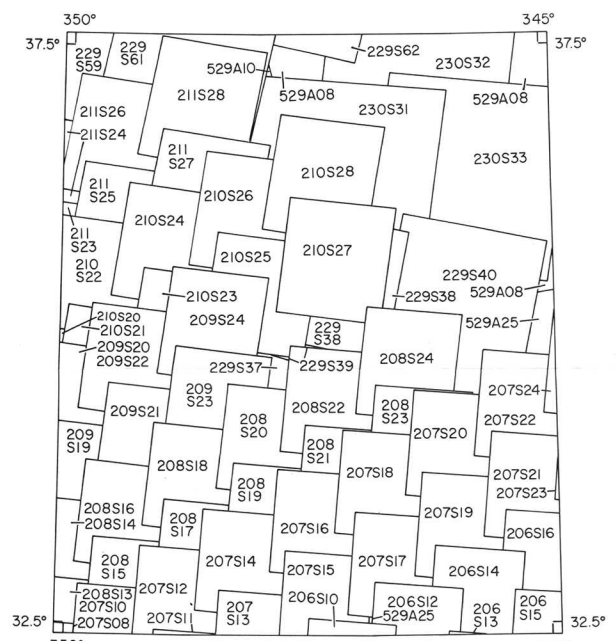 350°
345°
37.5°
37.5°
229
S59
229
S61
229S62
230S32
529A10
529A08
529A08
211S28
230S31
211S26
211S24
230S33
211
S27
210S28
211
S25
210S26
210S24
211
S23
210
S22
210S25
210S27
229S40
529A08
210S23
229S38
210S20
210S21
209S24
529A25
229
S38
209S20
209S22
229S37
229S39
208S24
209
S23
207S24
209S21
208
S20
208S22
208
S23
207S22
207S20
209
S19
208
S21
208S18
207S18
207S21
207S23
208
S19
208S16
208S14
208
S17
207S16
207S19
206S16
208
S15
207S14
207S17
207S15
206S14
208S13
207S12
207S10
207S08
207S11
207
S13
206S10
206S12
529A25
206
S13
206
S15
32.5°
32.5°